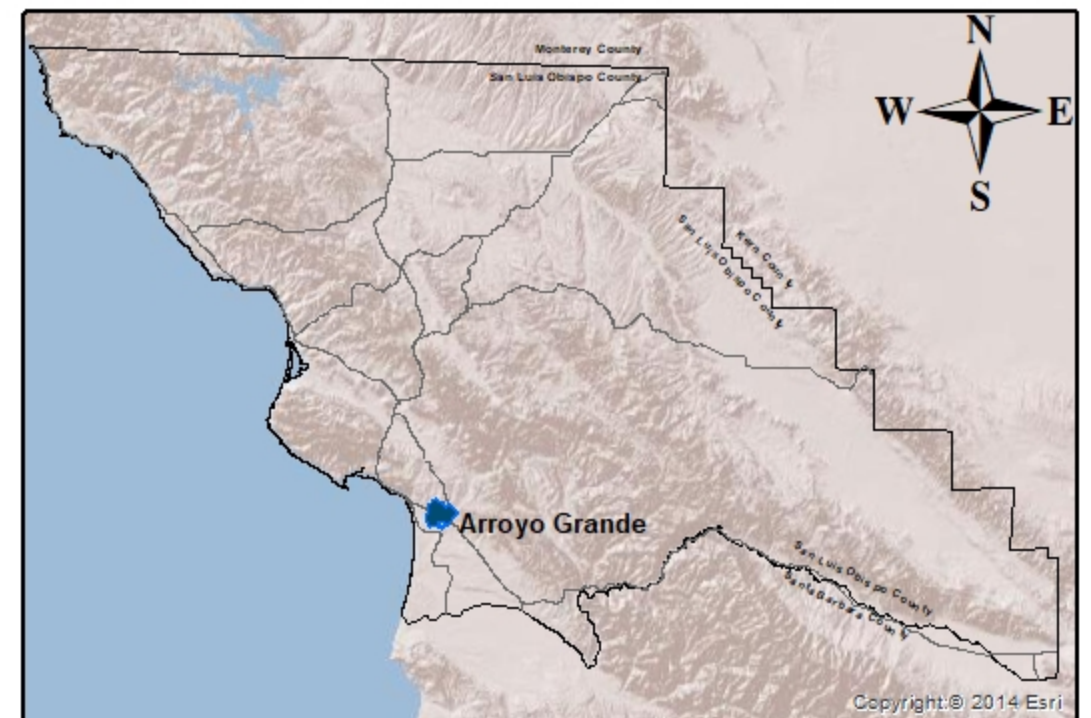 N
Monterey County
San Luis Obispo County
W E
S
Kern County
San Luis Obispo County
Arroyo Grande
San Luis Obispo County
Santa Barbara County
Copyright:© 2014 Esri